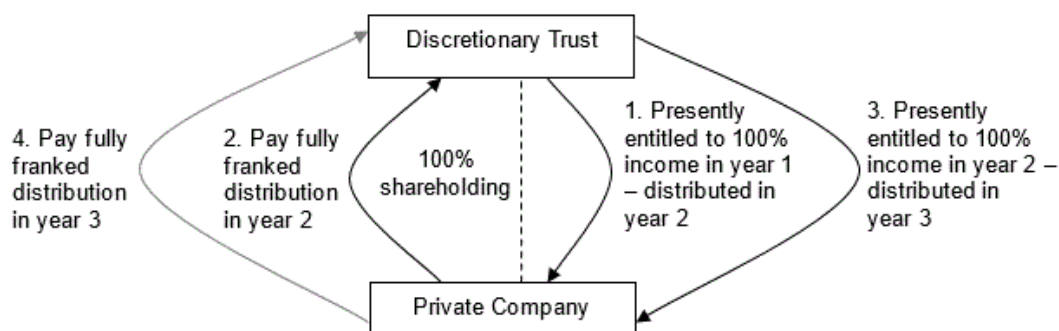 Discretionary Trust
4. Pay fully
franked
distribution
in year 3
2. Pay fully
franked
distribution
in year 2
100%
shareholding
1. Presently
entitled to 100%
income in year 1
– distributed in
year 2
3. Presently
entitled to 100%
income in year 2 –
distributed in
year 3
Private Company